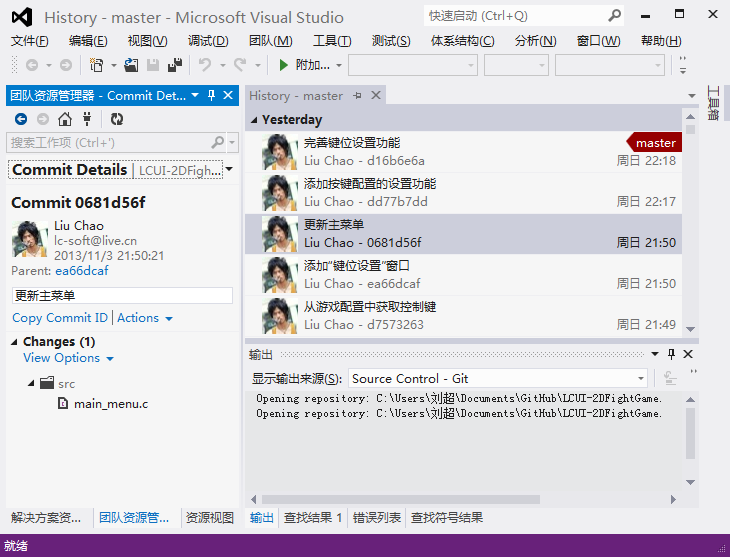 History - master - Microsoft Visual Studio
快速启动 (Ctrl+Q)
文件(F) 编辑(E) 视图(V) 调试(D) 团队(M) 工具(T) 测试(S) 体系结构(C) 分析(N) 窗口(W) 帮助(H)
附加...
团队资源管理器 - Commit Det...
搜索工作项 (Ctrl+')
Commit Details | LCUI-2DFigh...
Commit 0681d56f
Liu Chao
lc-soft@live.cn
2013/11/3 21:50:21
Parent: ea66dcaf
更新主菜单
Copy Commit ID | Actions
Changes (1)
View Options
src
main_menu.c
解决方案资... 团队资源管... 资源视图
History - master
Yesterday
完善键位设置功能
master
Liu Chao - d16b6e6a 周日 22:18
添加按键配置的设置功能
Liu Chao - dd77b7dd 周日 22:17
更新主菜单
Liu Chao - 0681d56f 周日 21:50
添加“键位设置”窗口
Liu Chao - ea66dcaf 周日 21:50
从游戏配置中获取控制键
Liu Chao - d7573263 周日 21:49
输出
显示输出来源(S): Source Control - Git
Opening repository: C:\Users\刘超\Documents\GitHub\LCUI-2DFightGame.
Opening repository: C:\Users\刘超\Documents\GitHub\LCUI-2DFightGame.
输出 查找结果 1 错误列表 查找符号结果
工具箱
就绪